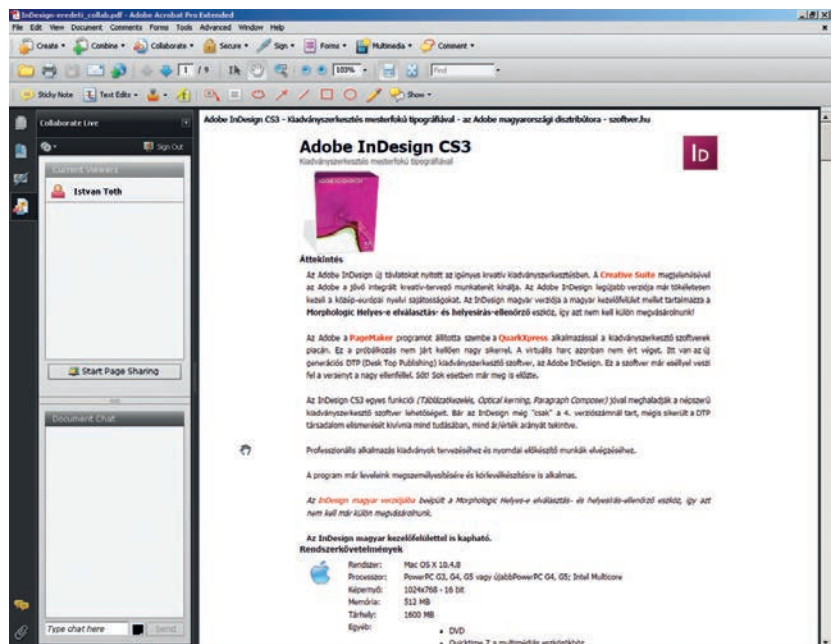 InDesign-eredeti_collab.pdf - Adobe Acrobat Pro Extended
File Edit View Document Comments Forms Tools Advanced Window Help
Create Combine Collaborate Secure Sign Forms Multimedia Comment
1 / 9 103% Find
Sticky Note Text Edits Show
Collaborate Live
Sign Out
Current Viewers
Istvan Toth
Start Page Sharing
Document Chat
Type chat here Send
Adobe InDesign CS3 - Kiadványszerkesztés mesterfokú tipográfiával - az Adobe magyarországi disztribútora - szoftver.hu
Adobe InDesign CS3
Kiadványszerkesztés mesterfokú tipográfiával
ID
Áttekintés
Az Adobe InDesign új távlatokat nyitott az igényes kreatív kiadványszerkesztésben. A Creative Suite megjelenésével
az Adobe a jövő integrált kreatív-tervező munkaterét kínálja. Az Adobe InDesign legújabb verziója már tökéletesen
kezeli a közép-európai nyelvi sajátosságokat. Az InDesign magyar verziója a magyar kezelőfelület mellet tartalmazza a
Morphologic Helyes-e elválasztás- és helyesírás-ellenőrző eszköz, így azt nem kell külön megvásárolnunk!
Az Adobe a PageMaker programot állította szembe a QuarkXpress alkalmazással a kiadványszerkesztő szoftverek
piacán. Ez a próbálkozás nem járt kellően nagy sikerrel. A virtuális harc azonban nem ért véget. Itt van az új
generációs DTP (Desk Top Publishing) kiadványszerkesztő szoftver, az Adobe InDesign. Ez a szoftver már eséllyel veszi
fel a versenyt a nagy ellenféllel. Sőt! Sok esetben már meg is előzte.
Az InDesign CS3 egyes funkciói (Táblázatkezelés, Optical kerning, Paragraph Composer) jóval meghaladják a népszerű
kiadványszerkesztő szoftver lehetőségeit. Bár az InDesign még "csak" a 4. verziószámnál tart, mégis sikerült a DTP
társadalom elismerését kivívnia mind tudásában, mind ár/érték arányát tekintve.
Professzionális alkalmazás kiadványok tervezéséhez és nyomdai előkészítő munkák elvégzéséhez.
A program már leveleink megszemélyesítésére és körlevélkészítésre is alkalmas.
Az InDesign magyar verziójába beépült a Morphologic Helyes-e elválasztás- és helyesírás-ellenőrző eszköz, így azt
nem kell már külön megvásárolnunk.
Az InDesign magyar kezelőfelülettel is kapható.
Rendszerkövetelmények
Rendszer: Mac OS X 10.4.8
Processzor: PowerPC G3, G4, G5 vagy újabbPowerPC G4, G5; Intel Multicore
Képernyő: 1024x768 - 16 bit
Memória: 512 MB
Tárhely: 1600 MB
Egyéb: • DVD
• Quicktime 7 a multimédiás eszközökhöz